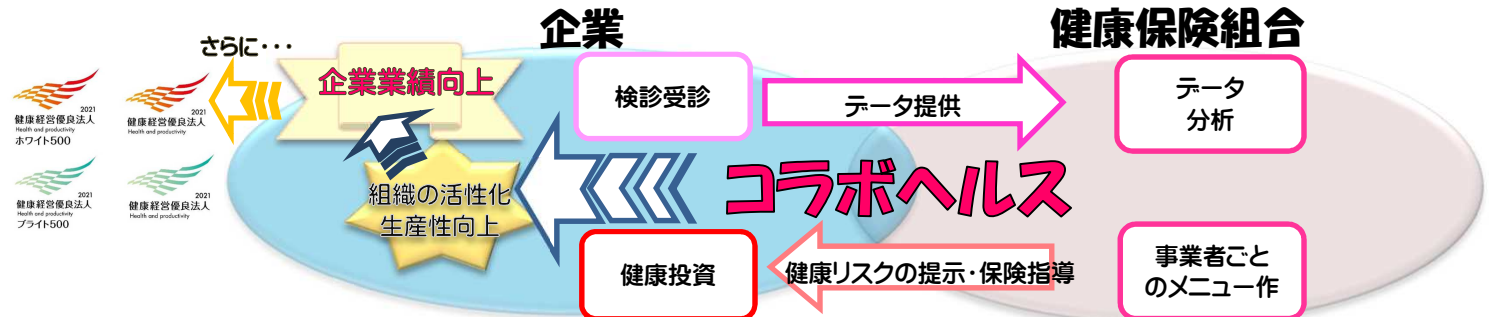 企業
健康保険組合
さらに・・・
企業業績向上
検診受診
データ提供
データ
分析
2021
健康経営優良法人
Health and productivity
ホワイト500
2021
健康経営優良法人
Health and productivity
コラボヘルス
2021
健康経営優良法人
Health and productivity
ブライト500
2021
健康経営優良法人
Health and productivity
組織の活性化
生産性向上
健康投資
健康リスクの提示・保険指導
事業者ごと
のメニュー作